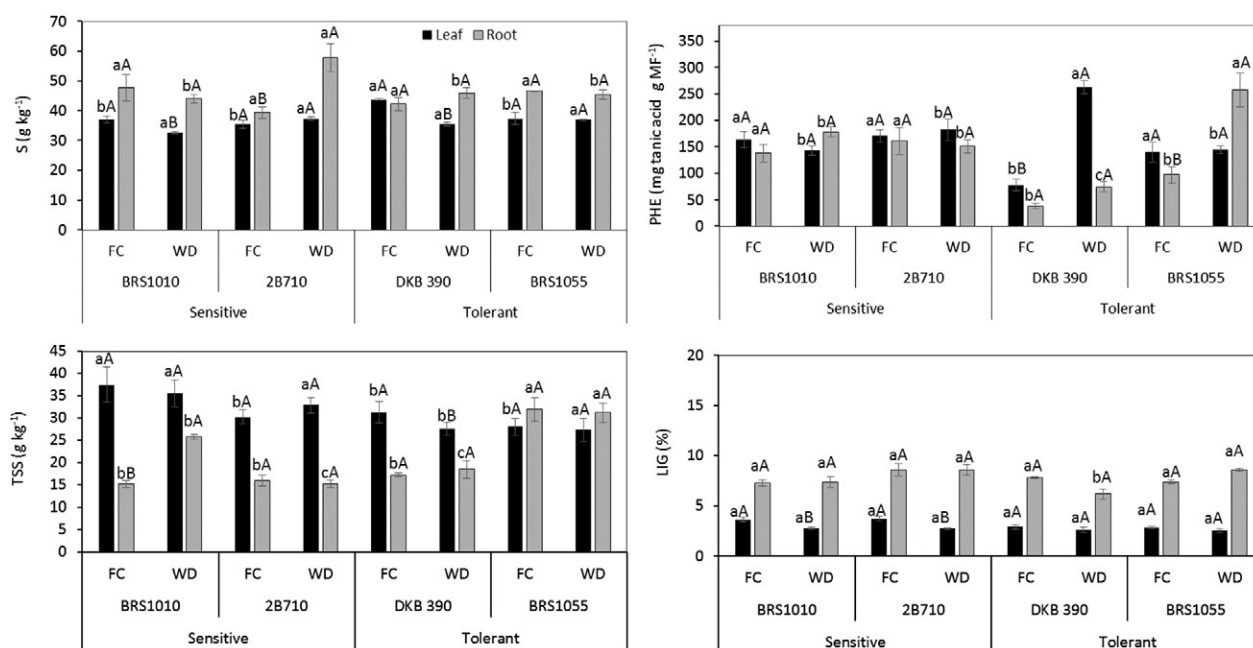 S (g kg⁻¹)
70
60
50
40
30
20
10
0
Leaf Root
bA aA aB bA bA aB aA aA aA aA aB bA bA aA aA bA
FC WD FC WD FC WD FC WD
BRS1010 2B710 DKB 390 BRS1055
Sensitive Tolerant
PHE (mg tanic acid g MF⁻¹)
350
300
250
200
150
100
50
0
aA aA bA bA aA aA bA bA bB bA aA cA aA bB bA aA
FC WD FC WD FC WD FC WD
BRS1010 2B710 DKB 390 BRS1055
Sensitive Tolerant
TSS (g kg⁻¹)
45
40
35
30
25
20
15
10
5
0
aA bB aA bA bA bA aA cA bA bA bB cA bA aA aA aA
FC WD FC WD FC WD FC WD
BRS1010 2B710 DKB 390 BRS1055
Sensitive Tolerant
LIG (%)
20
15
10
5
0
aA aA aB aA aA aA aB aA aA aA aA bA aA aA aA aA
FC WD FC WD FC WD FC WD
BRS1010 2B710 DKB 390 BRS1055
Sensitive Tolerant